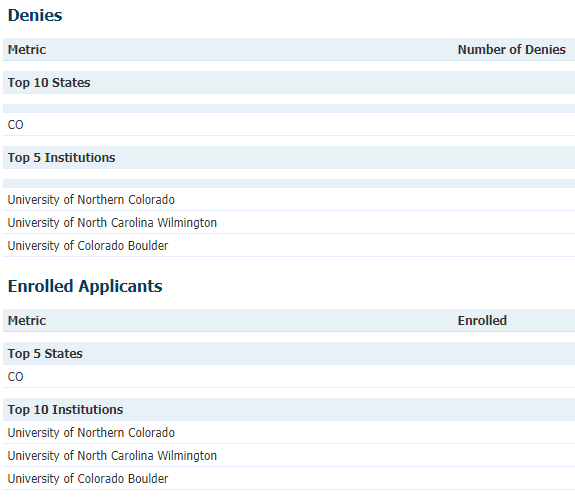 Denies
Metric Number of Denies
Top 10 States
CO
Top 5 Institutions
University of Northern Colorado
University of North Carolina Wilmington
University of Colorado Boulder
Enrolled Applicants
Metric Enrolled
Top 5 States
CO
Top 10 Institutions
University of Northern Colorado
University of North Carolina Wilmington
University of Colorado Boulder